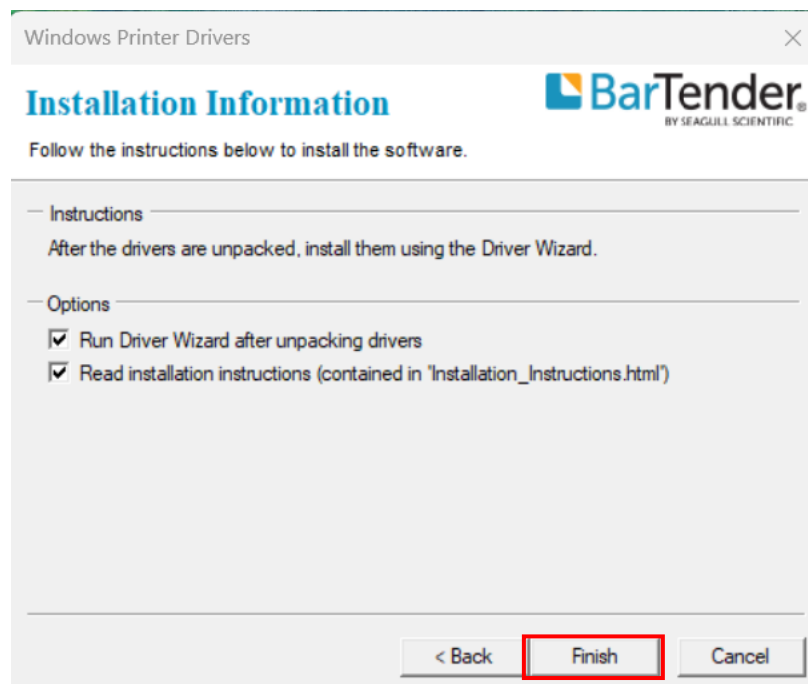 Windows Printer Drivers
Installation Information
BarTender®
BY SEAGULL SCIENTIFIC
Follow the instructions below to install the software.
Instructions
After the drivers are unpacked, install them using the Driver Wizard.
Options
Run Driver Wizard after unpacking drivers
Read installation instructions (contained in 'Installation_Instructions.html')
< Back
Finish
Cancel